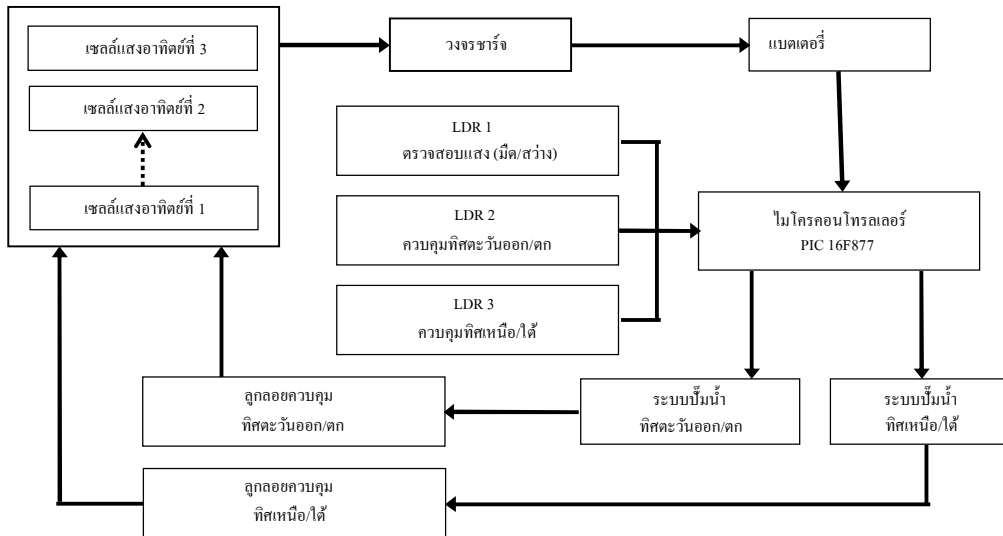 เซลล์แสงอาทิตย์ที่ 3
วงจรชาร์จ
แบตเตอรี่
เซลล์แสงอาทิตย์ที่ 2
LDR 1
ตรวจสอบแสง (มืด/สว่าง)
เซลล์แสงอาทิตย์ที่ 1
LDR 2
ควบคุมทิศตะวันออก/ตก
ไมโครคอนโทรลเลอร์
PIC 16F877
LDR 3
ควบคุมทิศเหนือ/ใต้
ลูกลอยควบคุม
ทิศตะวันออก/ตก
ระบบปั๊มน้ำ
ทิศตะวันออก/ตก
ระบบปั๊มน้ำ
ทิศเหนือ/ใต้
ลูกลอยควบคุม
ทิศเหนือ/ใต้